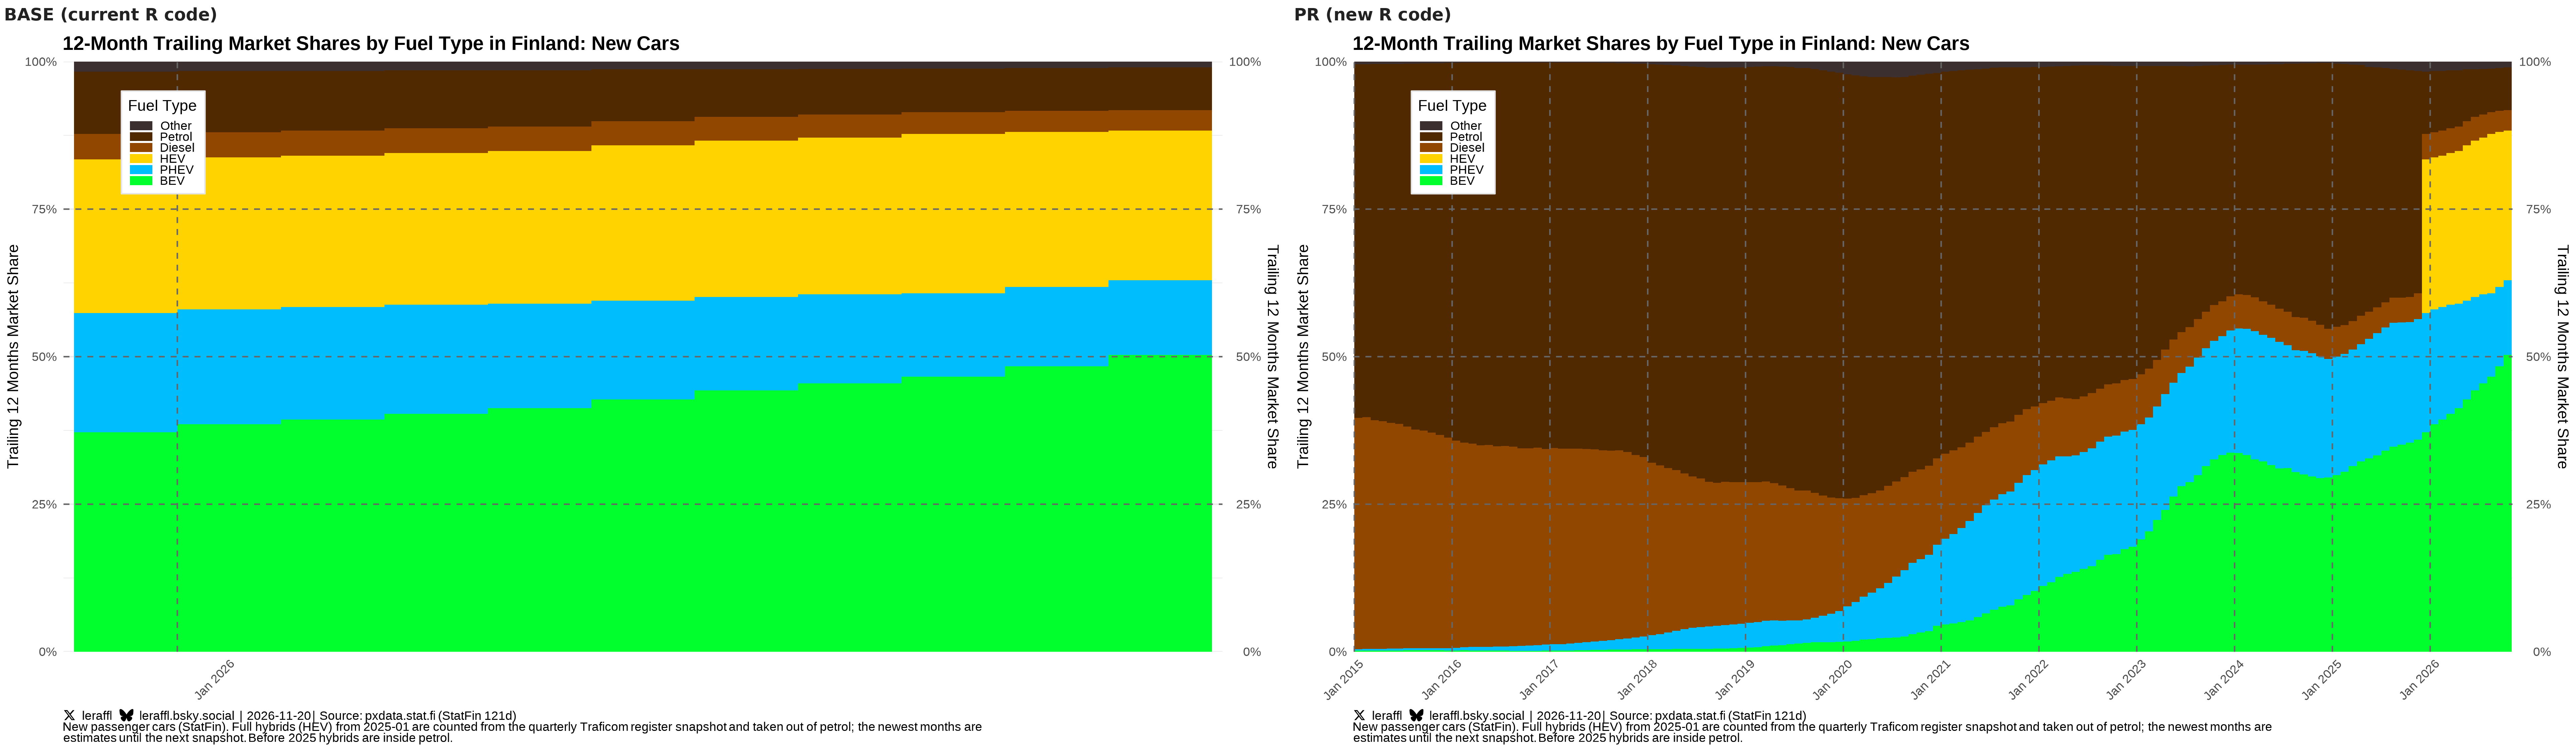 BASE (current R code)
12-Month Trailing Market Shares by Fuel Type in Finland: New Cars
100%
75%
50%
25%
0%
Trailing 12 Months Market Share
Fuel Type
Other
Petrol
Diesel
HEV
PHEV
BEV
100%
75%
50%
25%
0%
Trailing 12 Months Market Share
Jan 2026
leraffl leraffl.bsky.social | 2026-11-20| Source: pxdata.stat.fi (StatFin 121d)
New passenger cars (StatFin). Full hybrids (HEV) from 2025-01 are counted from the quarterly Traficom register snapshot and taken out of petrol; the newest months are
estimates until the next snapshot. Before 2025 hybrids are inside petrol.
PR (new R code)
12-Month Trailing Market Shares by Fuel Type in Finland: New Cars
100%
75%
50%
25%
0%
Trailing 12 Months Market Share
Fuel Type
Other
Petrol
Diesel
HEV
PHEV
BEV
100%
75%
50%
25%
0%
Trailing 12 Months Market Share
Jan 2015
Jan 2016
Jan 2017
Jan 2018
Jan 2019
Jan 2020
Jan 2021
Jan 2022
Jan 2023
Jan 2024
Jan 2025
Jan 2026
leraffl leraffl.bsky.social | 2026-11-20| Source: pxdata.stat.fi (StatFin 121d)
New passenger cars (StatFin). Full hybrids (HEV) from 2025-01 are counted from the quarterly Traficom register snapshot and taken out of petrol; the newest months are
estimates until the next snapshot. Before 2025 hybrids are inside petrol.